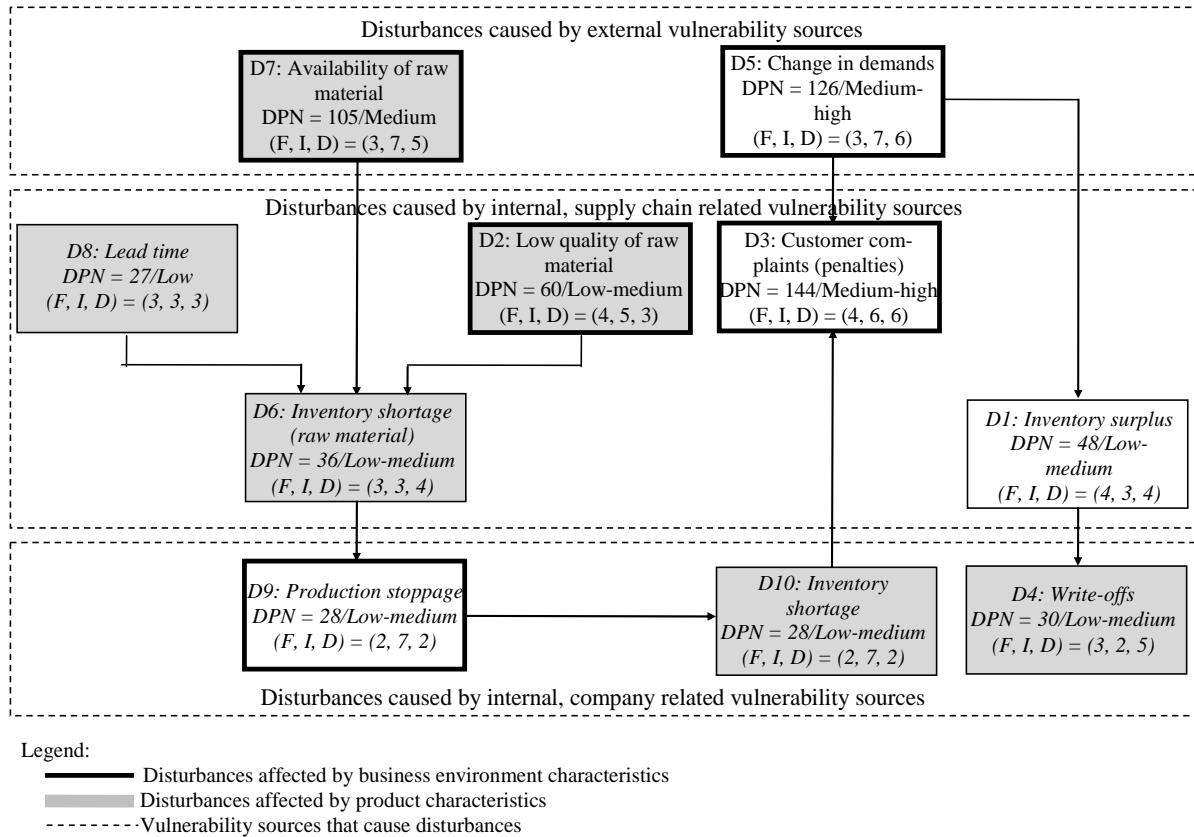 Disturbances caused by external vulnerability sources
D7: Availability of raw
material
DPN = 105/Medium
(F, I, D) = (3, 7, 5)
D5: Change in demands
DPN = 126/Medium-
high
(F, I, D) = (3, 7, 6)
Disturbances caused by internal, supply chain related vulnerability sources
D8: Lead time
DPN = 27/Low
(F, I, D) = (3, 3, 3)
D2: Low quality of raw
material
DPN = 60/Low-medium
(F, I, D) = (4, 5, 3)
D3: Customer com-
plaints (penalties)
DPN = 144/Medium-high
(F, I, D) = (4, 6, 6)
D6: Inventory shortage
(raw material)
DPN = 36/Low-medium
(F, I, D) = (3, 3, 4)
D1: Inventory surplus
DPN = 48/Low-
medium
(F, I, D) = (4, 3, 4)
D9: Production stoppage
DPN = 28/Low-medium
(F, I, D) = (2, 7, 2)
D10: Inventory
shortage
DPN = 28/Low-medium
(F, I, D) = (2, 7, 2)
D4: Write-offs
DPN = 30/Low-medium
(F, I, D) = (3, 2, 5)
Disturbances caused by internal, company related vulnerability sources
Legend:
Disturbances affected by business environment characteristics
Disturbances affected by product characteristics
Vulnerability sources that cause disturbances